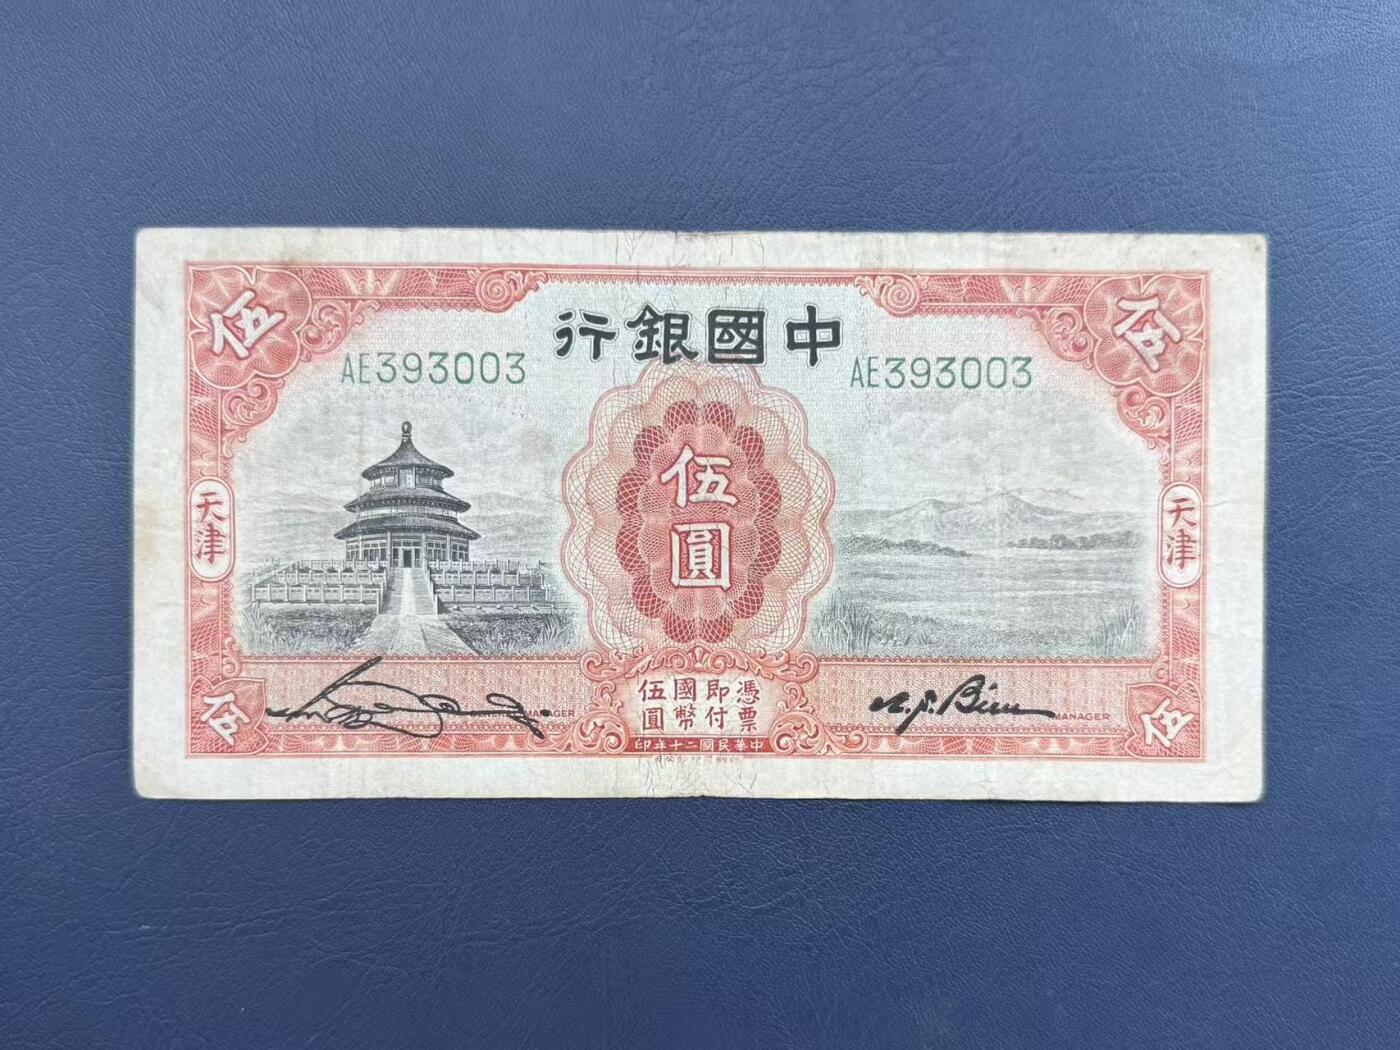 中國銀行
伍
伍
AE393003
AE393003
伍圓
天津
天津
憑票
即付
國幣
伍圓
MANAGER
MANAGER
中華民國二十年印
伍
伍